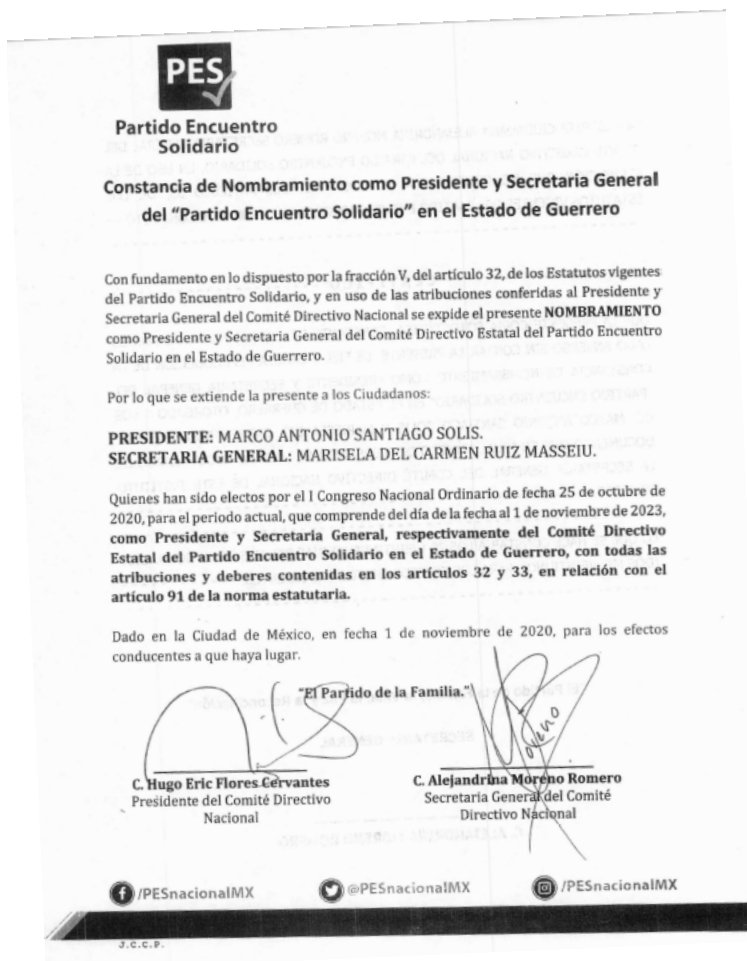 PES
Partido Encuentro
Solidario
Constancia de Nombramiento como Presidente y Secretaria General
del "Partido Encuentro Solidario" en el Estado de Guerrero
Con fundamento en lo dispuesto por la fracción V, del artículo 32, de los Estatutos vigentes
del Partido Encuentro Solidario, y en uso de las atribuciones conferidas al Presidente y
Secretaria General del Comité Directivo Nacional se expide el presente NOMBRAMIENTO
como Presidente y Secretaria General del Comité Directivo Estatal del Partido Encuentro
Solidario en el Estado de Guerrero.
Por lo que se extiende la presente a los Ciudadanos:
PRESIDENTE: MARCO ANTONIO SANTIAGO SOLIS.
SECRETARIA GENERAL: MARISELA DEL CARMEN RUIZ MASSEIU.
Quienes han sido electos por el I Congreso Nacional Ordinario de fecha 25 de octubre de
2020, para el periodo actual, que comprende del día de la fecha al 1 de noviembre de 2023,
como Presidente y Secretaria General, respectivamente del Comité Directivo
Estatal del Partido Encuentro Solidario en el Estado de Guerrero, con todas las
atribuciones y deberes contenidas en los artículos 32 y 33, en relación con el
artículo 91 de la norma estatutaria.
Dado en la Ciudad de México, en fecha 1 de noviembre de 2020, para los efectos
conducentes a que haya lugar.
"El Partido de la Familia."
C. Hugo Eric Flores Cervantes
Presidente del Comité Directivo
Nacional
C. Alejandrina Moreno Romero
Secretaria General del Comité
Directivo Nacional
/PESnacionalMX
@PESnacionalMX
/PESnacionalMX
J.C.C.P.